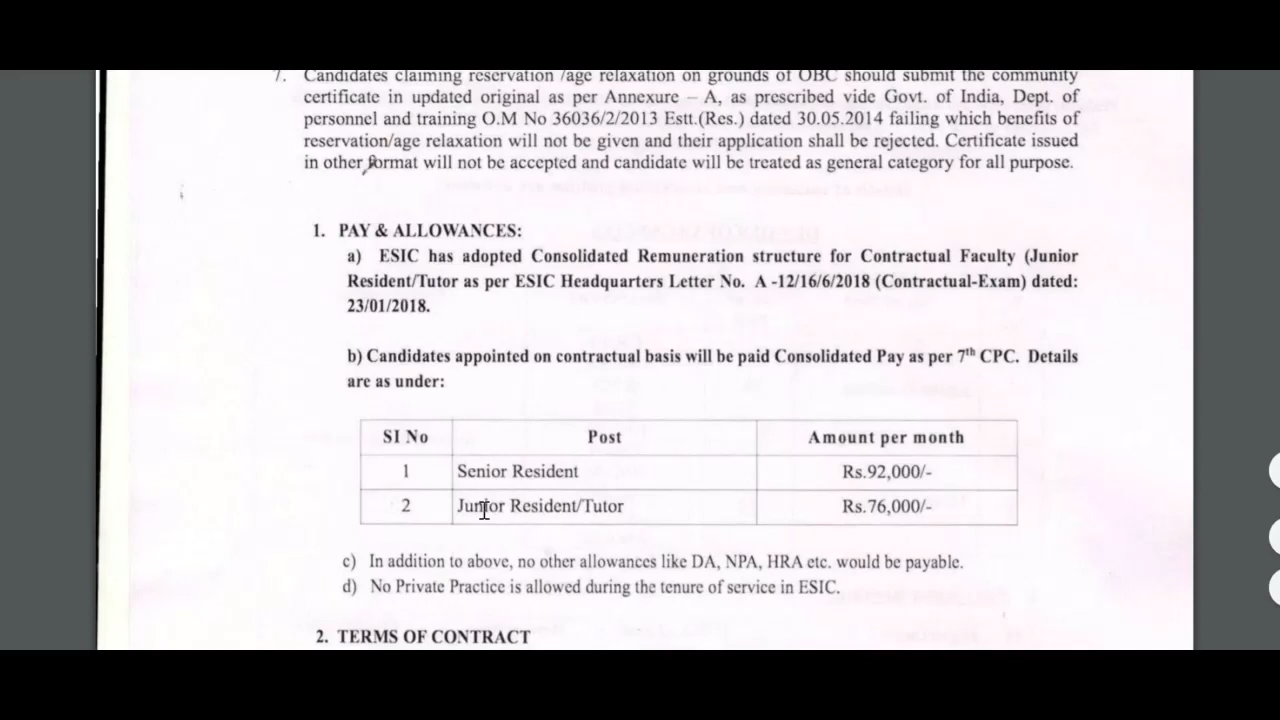 7. Candidates claiming reservation /age relaxation on grounds of OBC should submit the community
certificate in updated original as per Annexure – A, as prescribed vide Govt. of India, Dept. of
personnel and training O.M No 36036/2/2013 Estt.(Res.) dated 30.05.2014 failing which benefits of
reservation/age relaxation will not be given and their application shall be rejected. Certificate issued
in other format will not be accepted and candidate will be treated as general category for all purpose.
1. PAY & ALLOWANCES:
a) ESIC has adopted Consolidated Remuneration structure for Contractual Faculty (Junior
Resident/Tutor as per ESIC Headquarters Letter No. A -12/16/6/2018 (Contractual-Exam) dated:
23/01/2018.
b) Candidates appointed on contractual basis will be paid Consolidated Pay as per 7th CPC. Details
are as under:
SI No Post Amount per month
1 Senior Resident Rs.92,000/-
2 Junior Resident/Tutor Rs.76,000/-
c) In addition to above, no other allowances like DA, NPA, HRA etc. would be payable.
d) No Private Practice is allowed during the tenure of service in ESIC.
2. TERMS OF CONTRACT